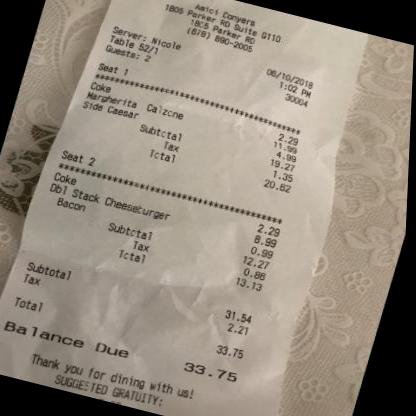 Amici Conyers
1805 Parker RD Suite G110
1805 Parker RD
(678) 890-2005
Server: Nicole
06/10/2018
Table 52/1
1:02 PM
Guests: 2
30004
Seat 1
****************************************
Coke 2.29
Margherita Calzone 11.99
Side Caesar 4.99
Subtotal 19.27
Tax 1.35
Total 20.62
Seat 2
****************************************
Coke 2.29
Dbl Stack Cheeseburger 8.99
Bacon 0.99
Subtotal 12.27
Tax 0.86
Total 13.13
Subtotal 31.54
Tax 2.21
Total 33.75
Balance Due 33.75
Thank you for dining with us!
SUGGESTED GRATUITY: